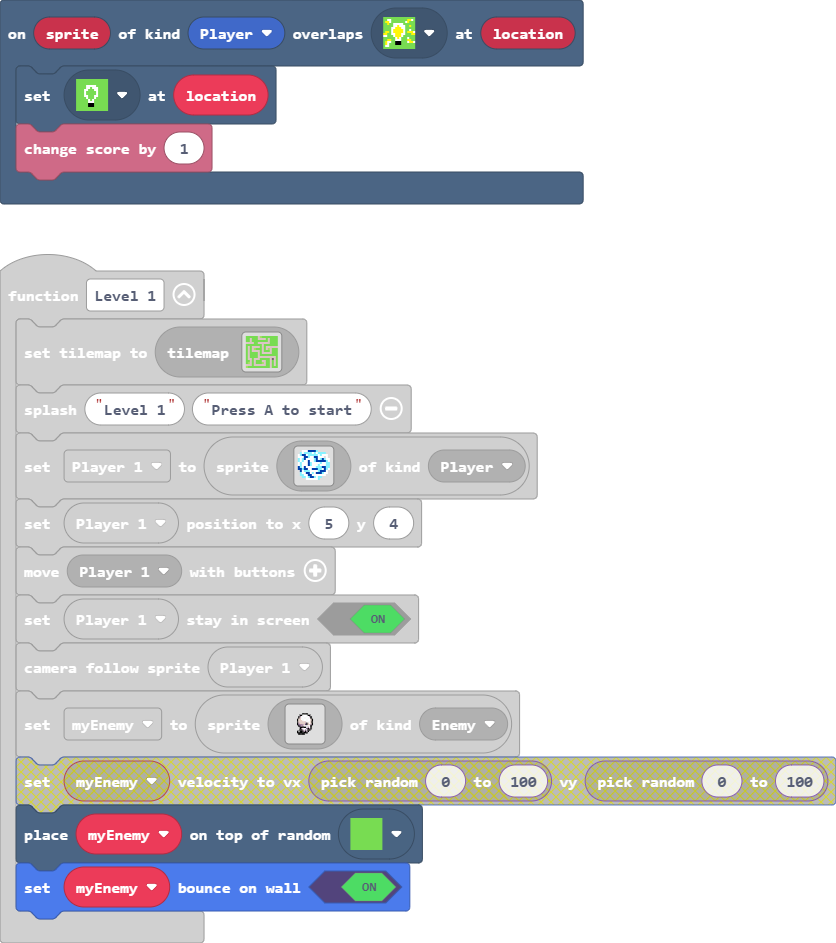 on sprite of kind Player overlaps at location
set at location
change score by 1
function Level 1
set tilemap to tilemap
splash "Level 1" "Press A to start"
set Player 1 to sprite of kind Player
set Player 1 position to x 5 y 4
move Player 1 with buttons
set Player 1 stay in screen ON
camera follow sprite Player 1
set myEnemy to sprite of kind Enemy
set myEnemy velocity to vx pick random 0 to 100 vy pick random 0 to 100
place myEnemy on top of random
set myEnemy bounce on wall ON